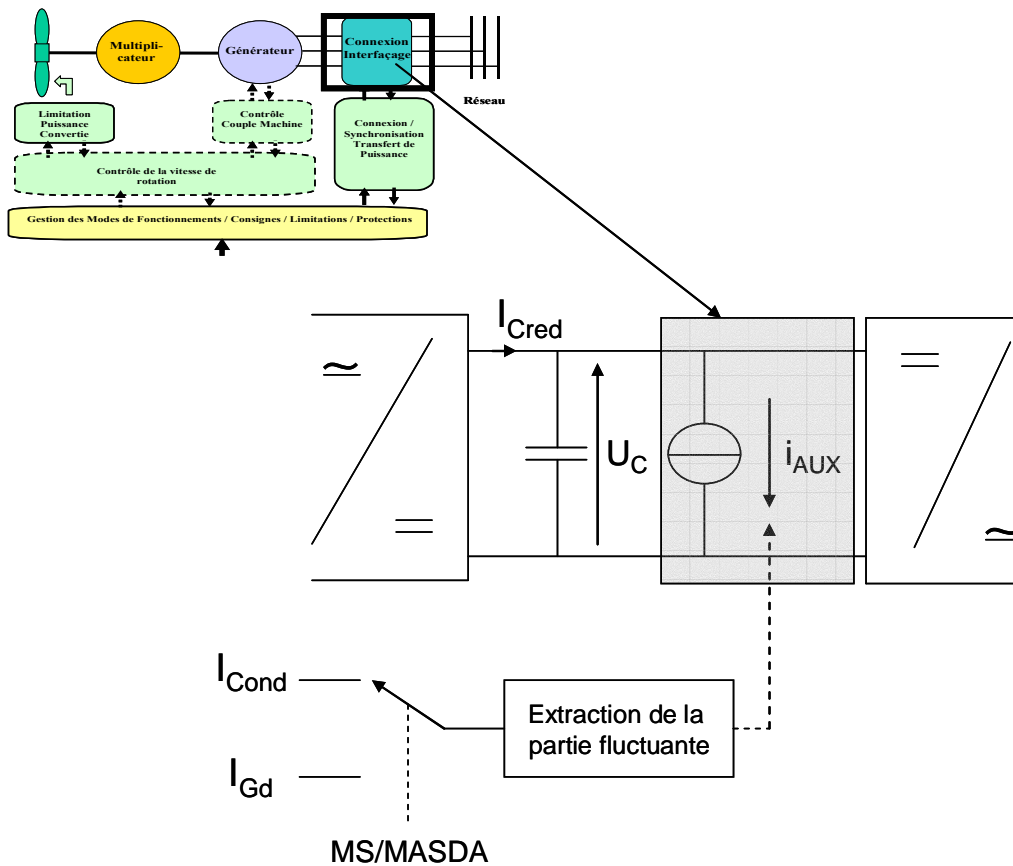 Multipli-
cateur
Générateur
Connexion
Interfaçage
Réseau
Limitation
Puissance
Convertie
Contrôle
Couple Machine
Connexion /
Synchronisation
Transfert de
Puissance
Contrôle de la vitesse de
rotation
Gestion des Modes de Fonctionnements / Consignes / Limitations / Protections
I_Cred
U_C
i_AUX
I_Cond
Extraction de la
partie fluctuante
I_Gd
MS/MASDA